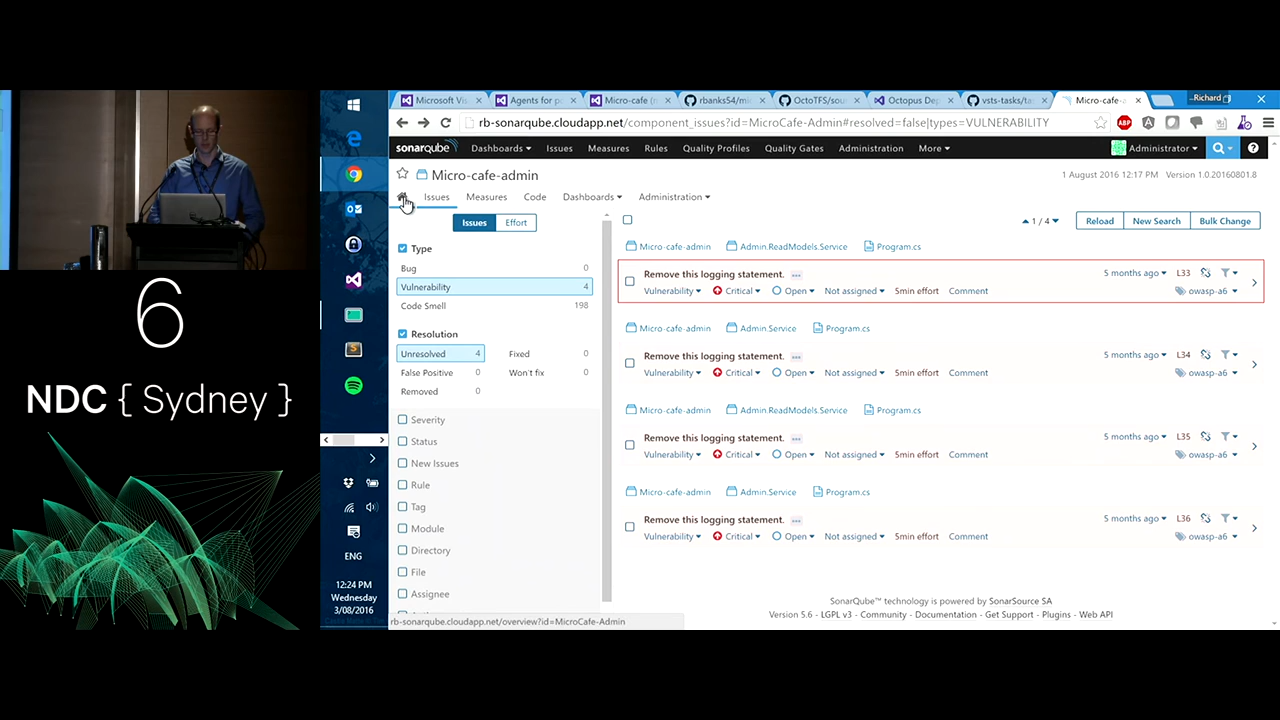 6
NDC { Sydney }
Microsoft Vis
Agents for p
Micro-cafe (
rbanks54/mic
OctoTFS/sou
Octopus Dep
vsts-tasks/ta
Micro-cafe-a
Richard
rb-sonarqube.cloudapp.net/component_issues?id=MicroCafe-Admin#resolved=false|types=VULNERABILITY
ABP
sonarqube Dashboards Issues Measures Rules Quality Profiles Quality Gates Administration More Administrator
Micro-cafe-admin
1 August 2016 12:17 PM Version 1.0.20160801.8
Issues Measures Code Dashboards Administration
Issues Effort
1 / 4 Reload New Search Bulk Change
Type
Bug 0
Vulnerability 4
Code Smell 198
Resolution
Unresolved 4 Fixed 0
False Positive 0 Won't fix 0
Removed 0
Severity
Status
New Issues
Rule
Tag
Module
Directory
File
Assignee
Micro-cafe-admin Admin.ReadModels.Service Program.cs
Remove this logging statement. 5 months ago L33
Vulnerability Critical Open Not assigned 5min effort Comment owasp-a6
Micro-cafe-admin Admin.Service Program.cs
Remove this logging statement. 5 months ago L34
Vulnerability Critical Open Not assigned 5min effort Comment owasp-a6
Micro-cafe-admin Admin.ReadModels.Service Program.cs
Remove this logging statement. 5 months ago L35
Vulnerability Critical Open Not assigned 5min effort Comment owasp-a6
Micro-cafe-admin Admin.Service Program.cs
Remove this logging statement. 5 months ago L36
Vulnerability Critical Open Not assigned 5min effort Comment owasp-a6
SonarQube™ technology is powered by SonarSource SA
Version 5.6 - LGPL v3 - Community - Documentation - Get Support - Plugins - Web API
rb-sonarqube.cloudapp.net/overview?id=MicroCafe-Admin
ENG
12:24 PM
Wednesday
3/08/2016